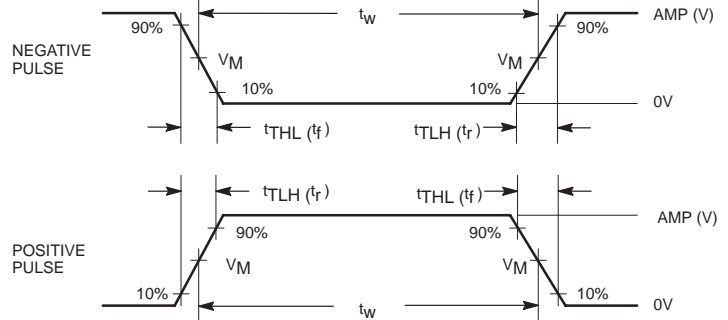 tW
AMP (V)
90%
90%
NEGATIVE
PULSE
VM
VM
10%
10%
0V
tTHL (tf)
tTLH (tr)
tTLH (tr)
tTHL (tf)
AMP (V)
90%
90%
POSITIVE
PULSE
VM
VM
10%
10%
tW
0V